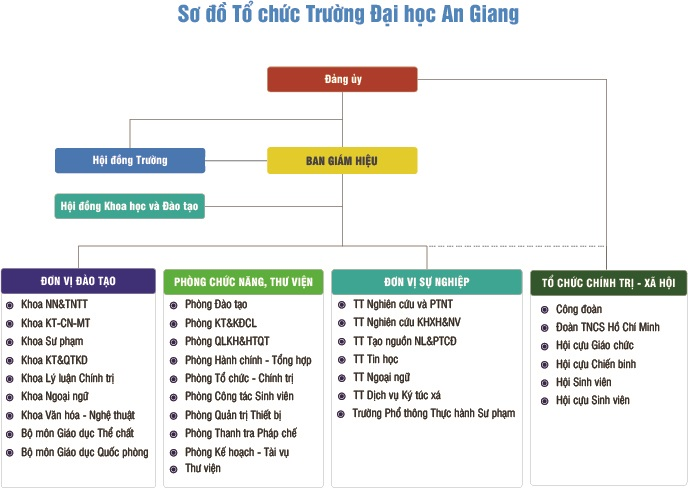 Sơ đồ Tổ chức Trường Đại học An Giang
Đảng ủy
Hội đồng Trường
BAN GIÁM HIỆU
Hội đồng Khoa học và Đào tạo
ĐƠN VỊ ĐÀO TẠO
Khoa NN&TNTT
Khoa KT-CN-MT
Khoa Sư phạm
Khoa KT&QTKD
Khoa Lý luận Chính trị
Khoa Ngoại ngữ
Khoa Văn hóa - Nghệ thuật
Bộ môn Giáo dục Thể chất
Bộ môn Giáo dục Quốc phòng
PHÒNG CHỨC NĂNG, THƯ VIỆN
Phòng Đào tạo
Phòng KT&KĐCL
Phòng QLKH&HTQT
Phòng Hành chính - Tổng hợp
Phòng Tổ chức - Chính trị
Phòng Công tác Sinh viên
Phòng Quản trị Thiết bị
Phòng Thanh tra Pháp chế
Phòng Kế hoạch - Tài vụ
Thư viện
ĐƠN VỊ SỰ NGHIỆP
TT Nghiên cứu và PTNT
TT Nghiên cứu KHXH&NV
TT Tạo nguồn NL&PTCĐ
TT Tin học
TT Ngoại ngữ
TT Dịch vụ Ký túc xá
Trường Phổ thông Thực hành Sư phạm
TỔ CHỨC CHÍNH TRỊ - XÃ HỘI
Công đoàn
Đoàn TNCS Hồ Chí Minh
Hội cựu Giáo chức
Hội cựu Chiến binh
Hội Sinh viên
Hội cựu Sinh viên